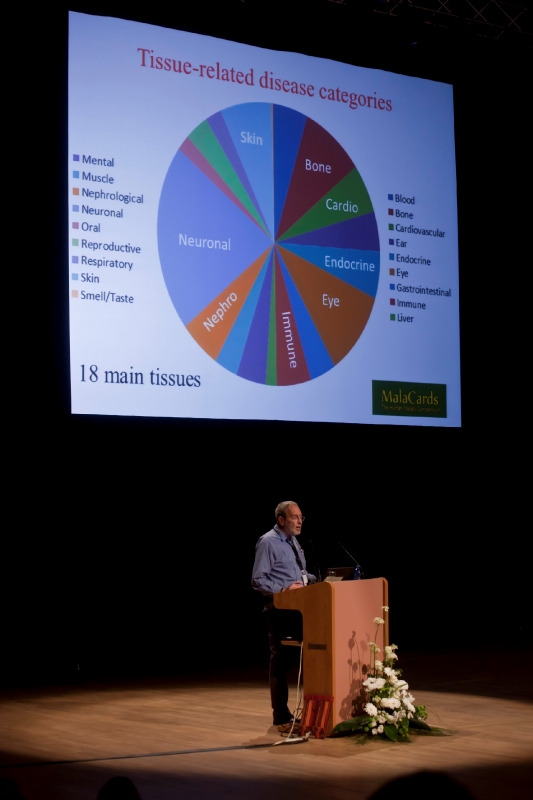 Tissue-related disease categories
Mental
Muscle
Nephrological
Neuronal
Oral
Reproductive
Respiratory
Skin
Smell/Taste
Skin
Bone
Cardio
Endocrine
Eye
Immune
Nephro
Neuronal
Blood
Bone
Cardiovascular
Ear
Endocrine
Eye
Gastrointestinal
Immune
Liver
18 main tissues
MalaCards